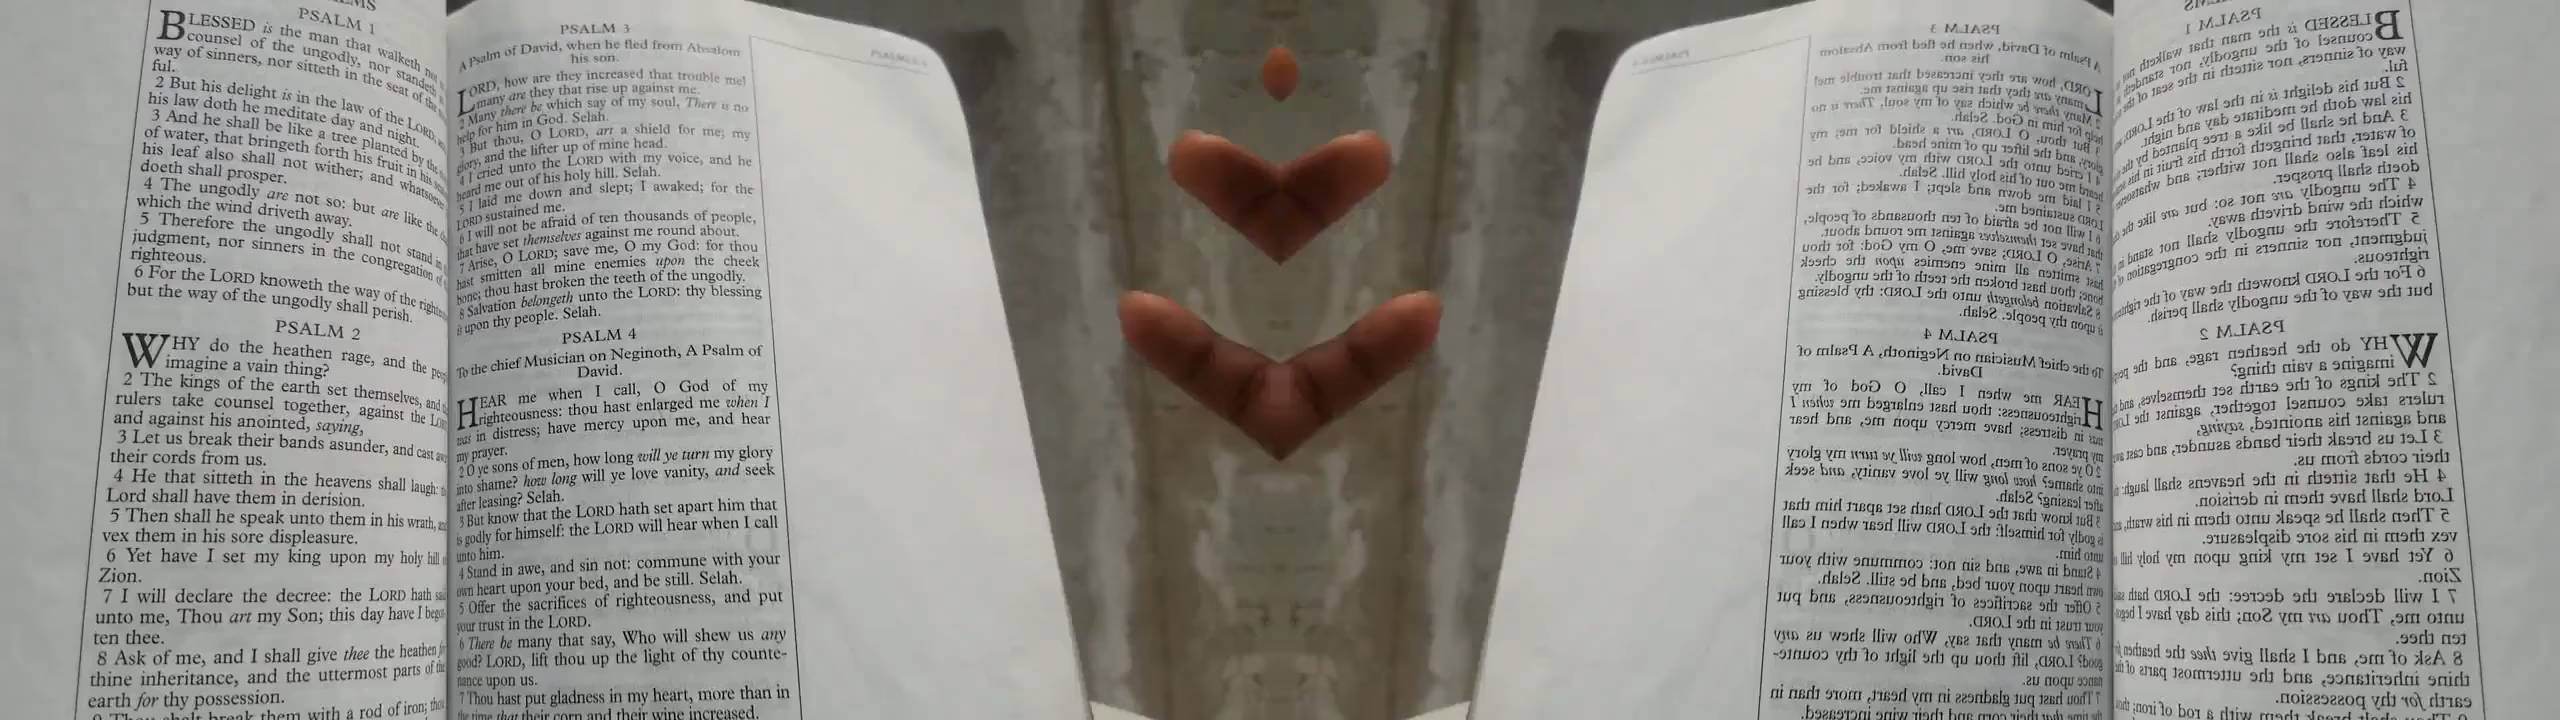 PSALM 1
BLESSED is the man that walketh
counsel of the ungodly, nor standeth
way of sinners, nor sitteth in the seat of the
ful.
2 But his delight is in the law of the LORD
his law doth he meditate day and night.
3 And he shall be like a tree planted by the
of water, that bringeth forth his fruit in his
his leaf also shall not wither; and whatsoever
doeth shall prosper.
4 The ungodly are not so: but are like the
which the wind driveth away.
5 Therefore the ungodly shall not stand in
judgment, nor sinners in the congregation of
righteous.
6 For the LORD knoweth the way of the
but the way of the ungodly shall perish.
PSALM 2
WHY do the heathen rage, and the
imagine a vain thing?
2 The kings of the earth set themselves, and
rulers take counsel together, against the
and against his anointed, saying,
3 Let us break their bands asunder, and cast
their cords from us.
4 He that sitteth in the heavens shall laugh:
Lord shall have them in derision.
5 Then shall he speak unto them in his wrath,
vex them in his sore displeasure.
6 Yet have I set my king upon my holy hill
Zion.
7 I will declare the decree: the LORD hath
unto me, Thou art my Son; this day have I
ten thee.
8 Ask of me, and I shall give thee the heathen
thine inheritance, and the uttermost parts of
earth for thy possession.
break them with a rod of iron;
PSALM 3
A Psalm of David, when he fled from Absalom
his son.
LORD, how are they increased that trouble me!
many are they that rise up against me.
2 Many there be which say of my soul, There is no
help for him in God. Selah.
3 But thou, O LORD, art a shield for me; my
glory, and the lifter up of mine head.
4 I cried unto the LORD with my voice, and he
heard me out of his holy hill. Selah.
5 I laid me down and slept; I awaked; for the
LORD sustained me.
6 I will not be afraid of ten thousands of people,
that have set themselves against me round about.
7 Arise, O LORD; save me, O my God: for thou
hast smitten all mine enemies upon the cheek
bone; thou hast broken the teeth of the ungodly.
8 Salvation belongeth unto the LORD: thy blessing
is upon thy people. Selah.
PSALM 4
To the chief Musician on Neginoth, A Psalm of
David.
HEAR me when I call, O God of my
righteousness: thou hast enlarged me when I
was in distress; have mercy upon me, and hear
my prayer.
2 O ye sons of men, how long will ye turn my glory
into shame? how long will ye love vanity, and seek
after leasing? Selah.
3 But know that the LORD hath set apart him that
is godly for himself: the LORD will hear when I call
unto him.
4 Stand in awe, and sin not: commune with your
own heart upon your bed, and be still. Selah.
5 Offer the sacrifices of righteousness, and put
your trust in the LORD.
6 There be many that say, Who will shew us any
good? LORD, lift thou up the light of thy counte-
nance upon us.
7 Thou hast put gladness in my heart, more than in
the time that their corn and their wine increased.